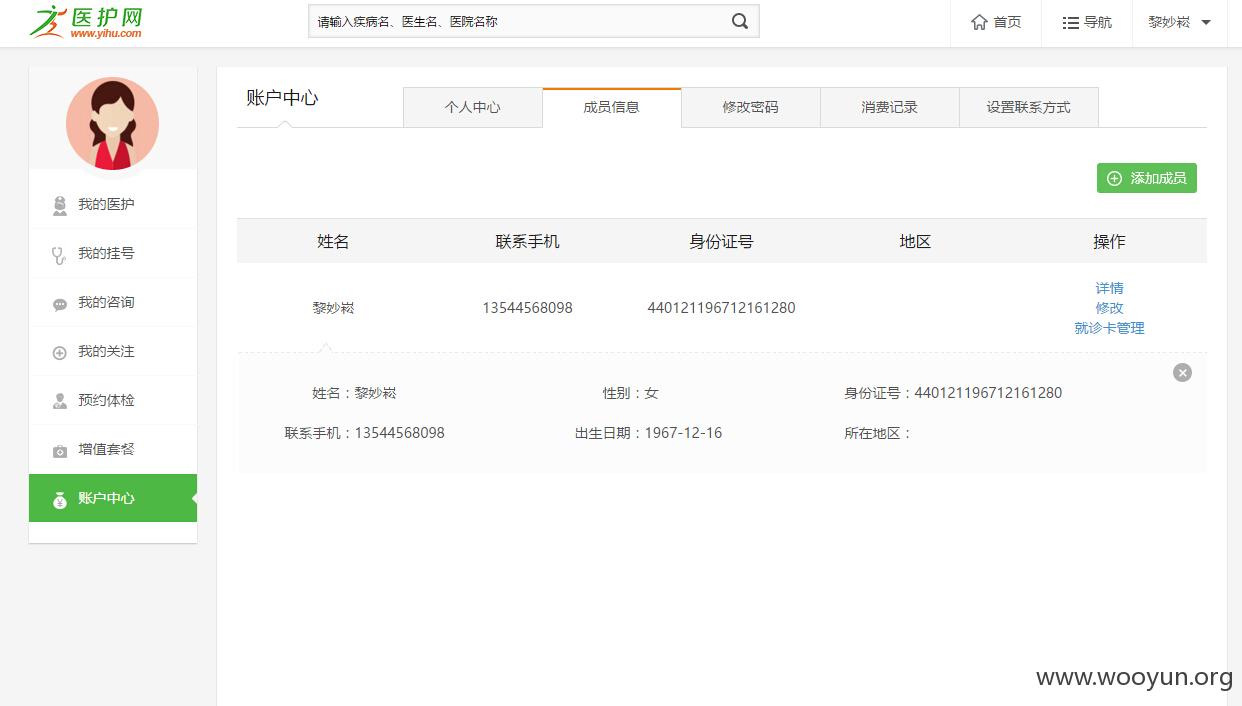 医护网
www.yihu.com
请输入疾病名、医生名、医院名称
首页
导航
黎妙崧
账户中心
个人中心
成员信息
修改密码
消费记录
设置联系方式
添加成员
我的医护
我的挂号
我的咨询
我的关注
预约体检
增值套餐
账户中心
姓名 联系手机 身份证号 地区 操作
详情
黎妙崧 13544568098 440121196712161280 修改
就诊卡管理
姓名：黎妙崧 性别：女 身份证号：440121196712161280
联系手机：13544568098 出生日期：1967-12-16 所在地区：
www.wooyun.org